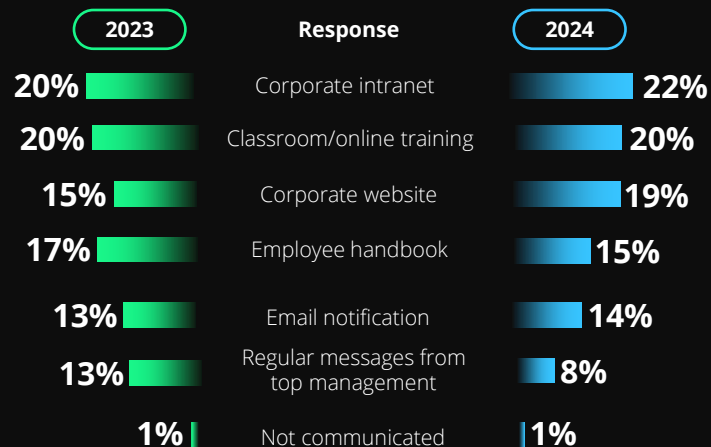 2023 Response 2024
20% Corporate intranet 22%
20% Classroom/online training 20%
15% Corporate website 19%
17% Employee handbook 15%
13% Email notification 14%
13% Regular messages from
top management 8%
1% Not communicated 1%